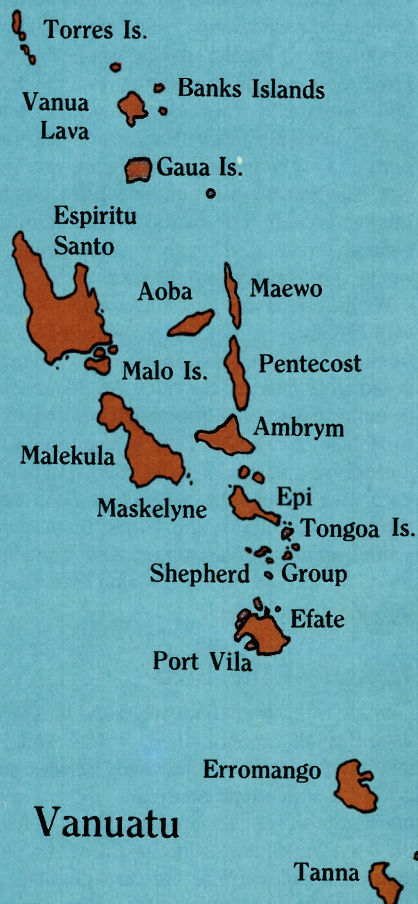 Torres Is.
Banks Islands
Vanua
Lava
Gaua Is.
Espiritu
Santo
Aoba
Maewo
Malo Is.
Pentecost
Ambrym
Malekula
Maskelyne
Epi
Tongoa Is.
Shepherd Group
Efate
Port Vila
Erromango
Vanuatu
Tanna